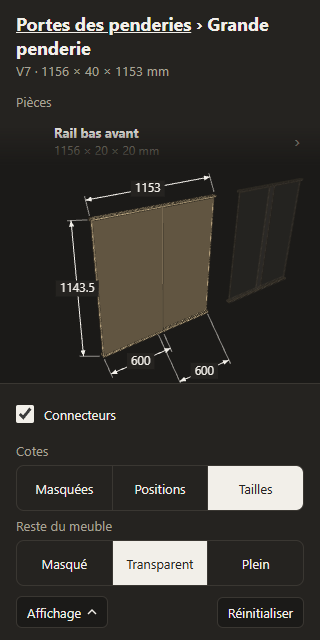 Portes des penderies › Grande
penderie
V7 · 1156 × 40 × 1153 mm
Pièces
Rail bas avant
1156 × 20 × 20 mm
1153
1143.5
600
600
Connecteurs
Cotes
Masquées
Positions
Tailles
Reste du meuble
Masqué
Transparent
Plein
Affichage
Réinitialiser